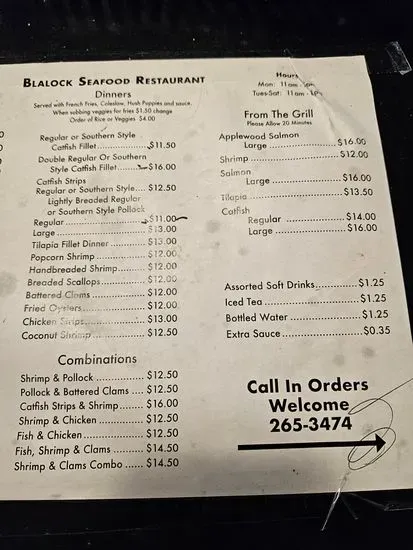 BLALOCK SEAFOOD RESTAURANT
Dinners
Served with French Fries, Coleslaw, Hush Puppies and sauce.
When subbing veggies for fries $1.50 change
Order of Rice or Veggies $4.00
Regular or Southern Style
Catfish Fillet $11.50
Double Regular Or Southern
Style Catfish Fillet $16.00
Catfish Strips
Regular or Southern Style.... $12.50
Lightly Breaded Regular
or Southern Style Pollock
Regular $11.00
Large $13.00
Tilapia Fillet Dinner $13.00
Popcorn Shrimp $12.00
Handbreaded Shrimp $12.00
Breaded Scallops $12.00
Battered Clams $12.00
Fried Oysters $12.00
Chicken Strips $13.00
Coconut Shrimp $12.50
Combinations
Shrimp & Pollock $12.50
Pollock & Battered Clams .... $12.50
Catfish Strips & Shrimp $16.00
Shrimp & Chicken $12.50
Fish & Chicken $12.50
Fish, Shrimp & Clams $14.50
Shrimp & Clams Combo $14.50
Hours
Mon: 11am -
Tues-Sat: 11am -
From The Grill
Please Allow 20 Minutes
Applewood Salmon
Large $16.00
Shrimp $12.00
Salmon
Large $16.00
Tilapia $13.50
Catfish
Regular $14.00
Large $16.00
Assorted Soft Drinks $1.25
Iced Tea $1.25
Bottled Water $1.25
Extra Sauce $0.35
Call In Orders
Welcome
265-3474